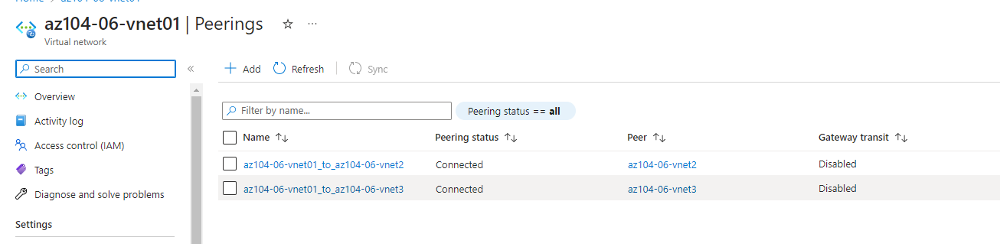 Home > az104-06-vnet01
az104-06-vnet01 | Peerings
Virtual network
Search
Add Refresh Sync
Overview
Activity log
Access control (IAM)
Tags
Diagnose and solve problems
Settings
Filter by name... Peering status == all
Name Peering status Peer Gateway transit
az104-06-vnet01_to_az104-06-vnet2 Connected az104-06-vnet2 Disabled
az104-06-vnet01_to_az104-06-vnet3 Connected az104-06-vnet3 Disabled